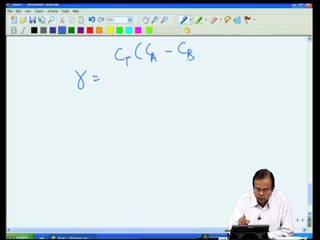 C_T (C_A - C_B
γ =